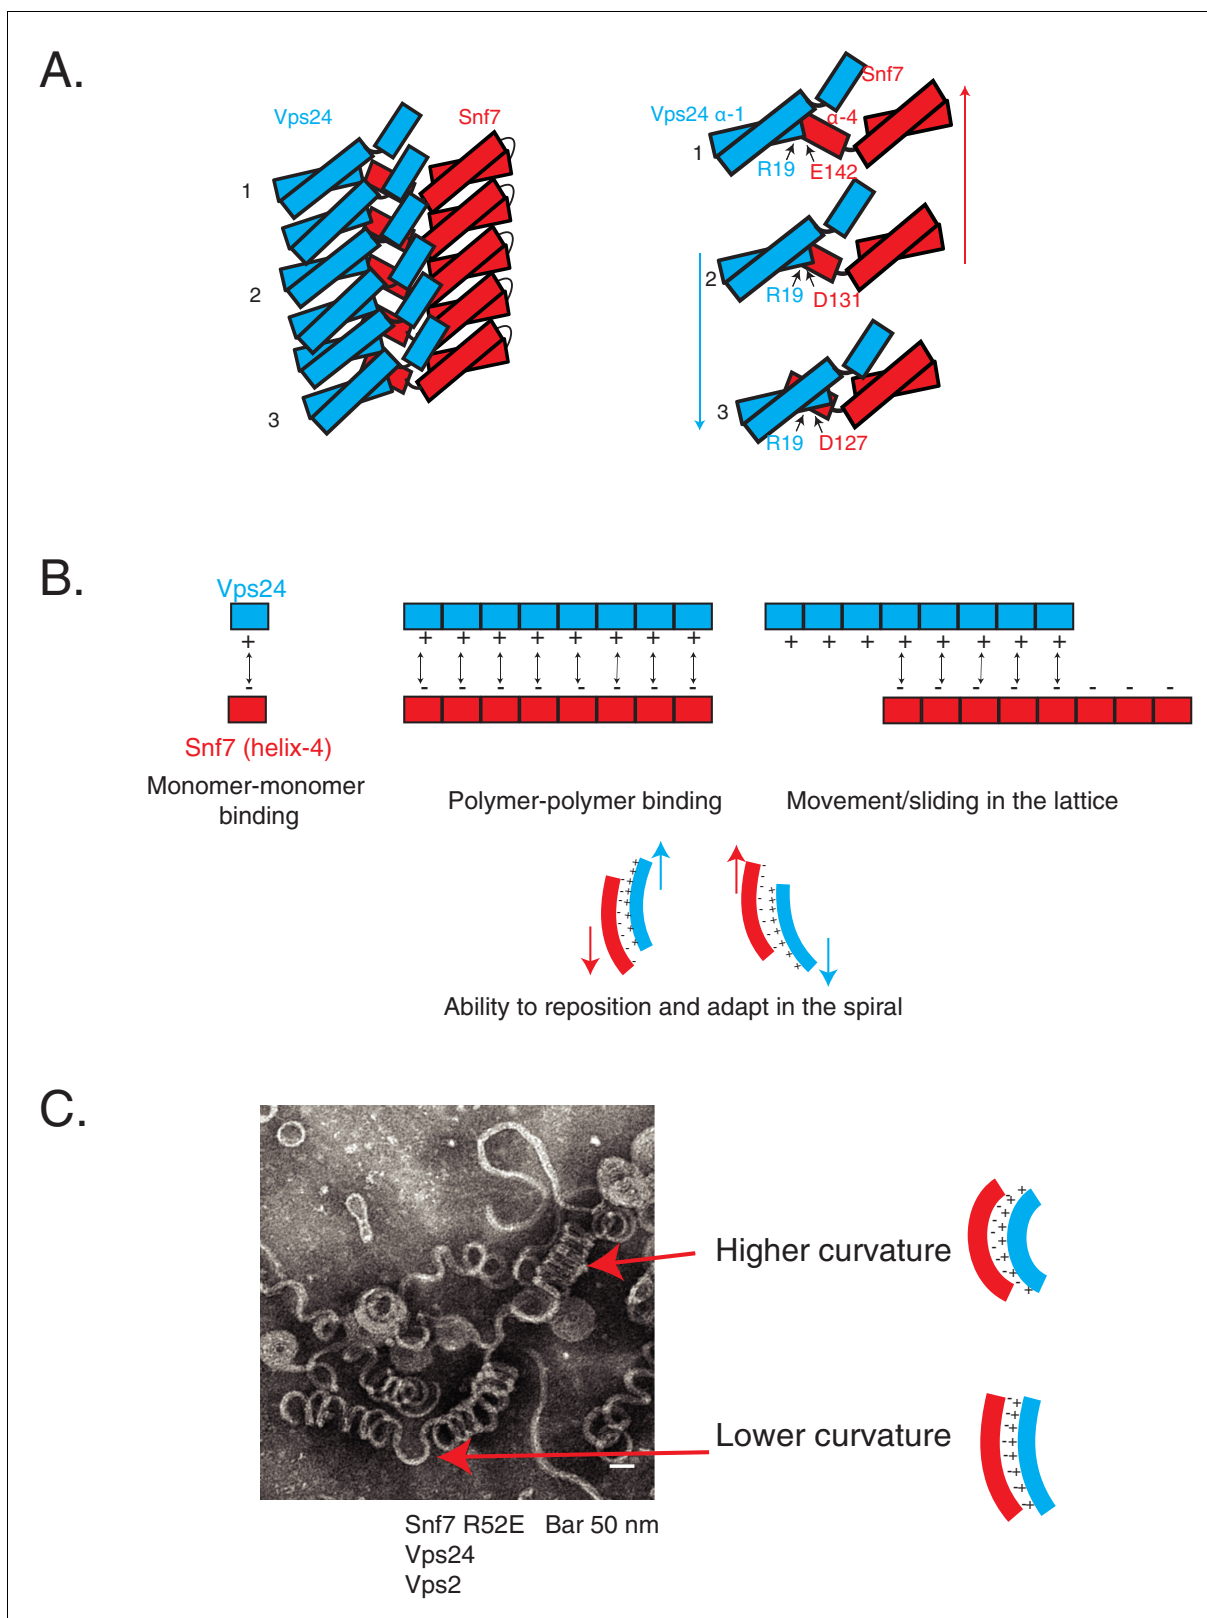 A.
Vps24
Snf7
1
2
3
Snf7
Vps24 α-1
α-4
1
R19
E142
2
R19
D131
3
R19
D127
B.
Vps24
+
-
Snf7 (helix-4)
Monomer-monomer
binding
+ + + + + + + +
- - - - - - - -
Polymer-polymer binding
+ + + + + + + +
- - - - - - - -
Movement/sliding in the lattice
Ability to reposition and adapt in the spiral
C.
Higher curvature
Lower curvature
Snf7 R52E Bar 50 nm
Vps24
Vps2